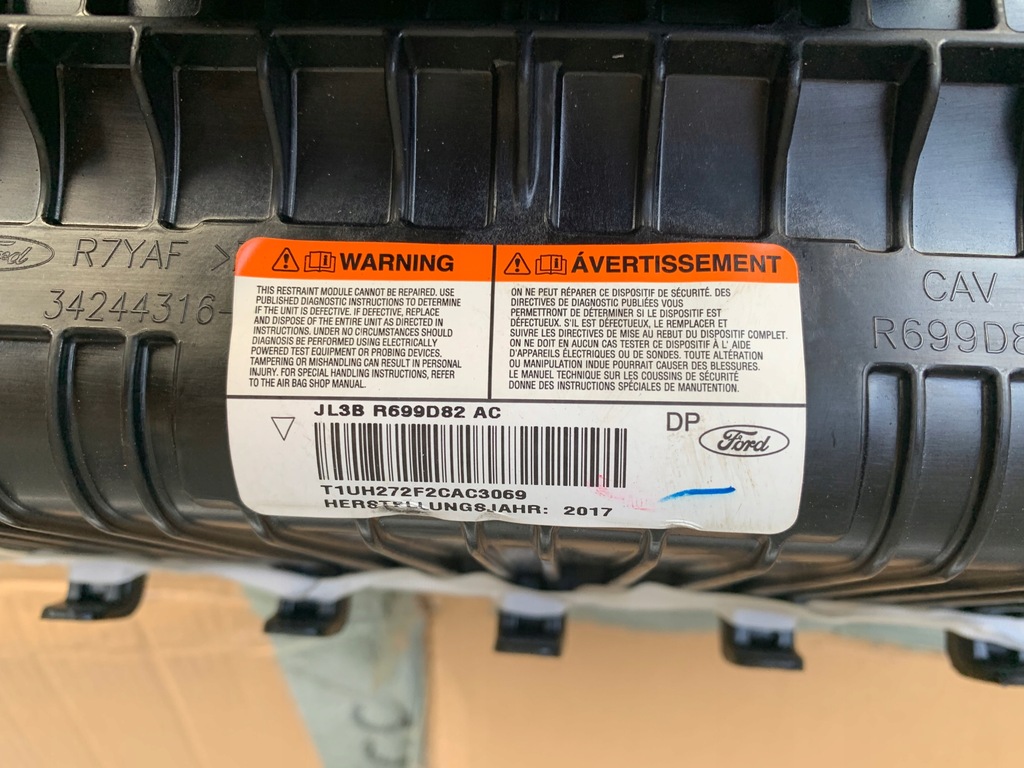 Ford R7YAF >
34244316-
CAV
R699D8
WARNING
THIS RESTRAINT MODULE CANNOT BE REPAIRED. USE
PUBLISHED DIAGNOSTIC INSTRUCTIONS TO DETERMINE
IF THE UNIT IS DEFECTIVE. IF DEFECTIVE, REPLACE
AND DISPOSE OF THE ENTIRE UNIT AS DIRECTED IN
INSTRUCTIONS. UNDER NO CIRCUMSTANCES SHOULD
DIAGNOSIS BE PERFORMED USING ELECTRICALLY
POWERED TEST EQUIPMENT OR PROBING DEVICES.
TAMPERING OR MISHANDLING CAN RESULT IN PERSONAL
INJURY. FOR SPECIAL HANDLING INSTRUCTIONS, REFER
TO THE AIR BAG SHOP MANUAL.
ÁVERTISSEMENT
ON NE PEUT RÉPARER CE DISPOSITIF DE SÉCURITÉ. DES
DIRECTIVES DE DIAGNOSTIC PUBLIÉES VOUS
PERMETTRONT DE DÉTERMINER SI LE DISPOSITIF EST
DÉFECTUEUX. S'IL EST DÉFECTUEUX, LE REMPLACER ET
SUIVRE LES DIRECTIVES DE MISE AU REBUT DU DISPOSITIF COMPLET.
ON NE DOIT EN AUCUN CAS TESTER CE DISPOSITIF À L' AIDE
D'APPAREILS ÉLECTRIQUES OU DE SONDES. TOUTE ALTÉRATION
OU MANIPULATION INDUE POURRAIT CAUSER DES BLESSURES.
LE MANUEL TECHNIQUE SUR LES COUSSINS DE SÉCURITÉ
DONNE DES INSTRUCTIONS SPÉCIALES DE MANUTENTION.
JL3B R699D82 AC
DP Ford
T1UH272F2CAC3069
HERSTELLUNGSJAHR: 2017